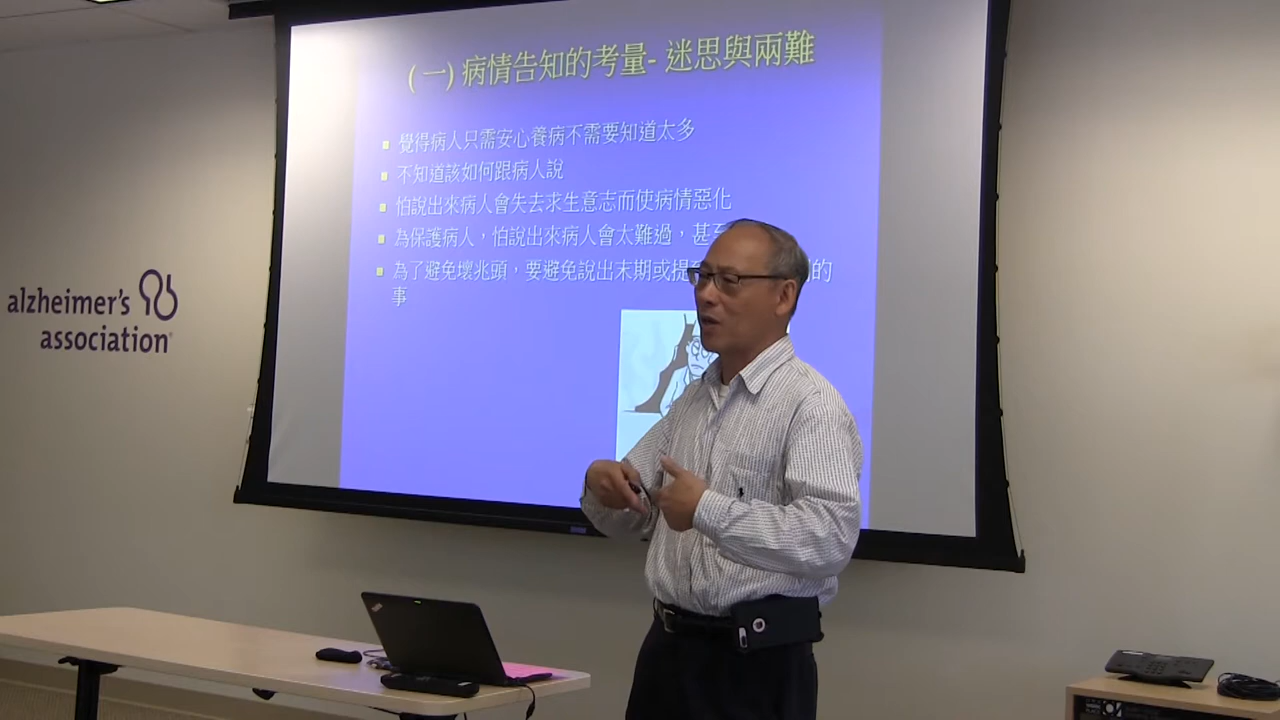 (一) 病情告知的考量- 迷思與兩難
覺得病人只需安心養病不需要知道太多
不知道該如何跟病人說
怕說出來病人會失去求生意志而使病情惡化
為保護病人，怕說出來病人會太難過，甚至
為了避免壞兆頭，要避免說出末期或提到 的
事
alzheimer's
association®